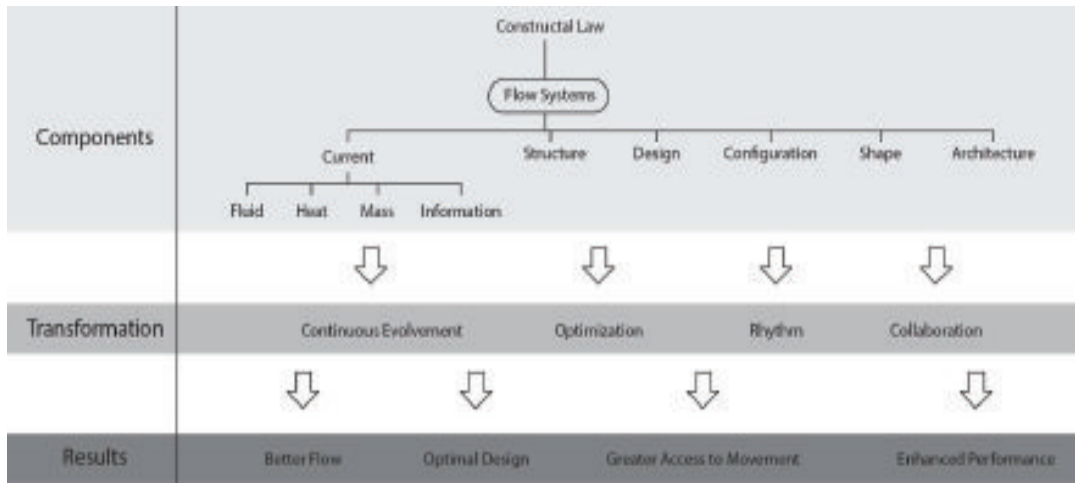 Constructal Law
Flow Systems
Components
Current
Structure
Design
Configuration
Shape
Architecture
Fluid
Heat
Mass
Information
Transformation
Continuous Evolvement
Optimization
Rhythm
Collaboration
Results
Better Flow
Optimal Design
Greater Access to Movement
Enhanced Performance